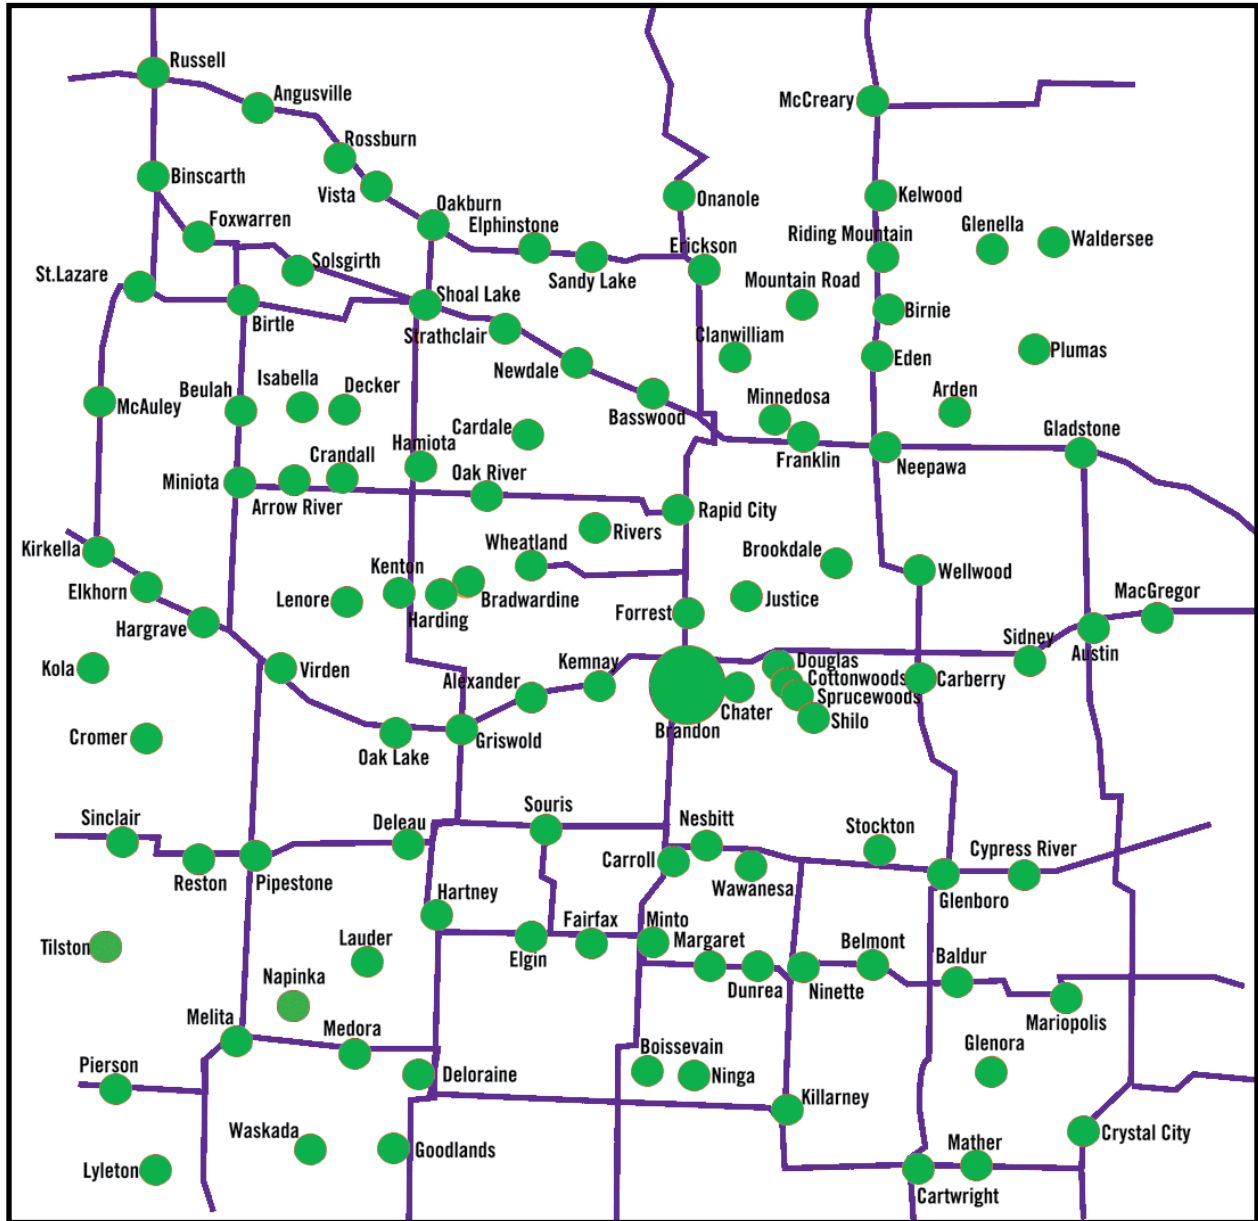 Russell
Angusville
McCreary
Rossburn
Binscarth
Vista
Onanole
Kelwood
Oakburn
Foxwarren
Elphinstone
Glenella
Waldersee
Riding Mountain
Erickson
Solsgirth
St.Lazare
Sandy Lake
Mountain Road
Shoal Lake
Birnie
Birtle
Strathclair
Clanwilliam
Plumas
Eden
Newdale
Isabella
Decker
Beulah
Arden
Minnedosa
McAuley
Basswood
Cardale
Gladstone
Hamiota
Crandall
Franklin
Neepawa
Oak River
Miniota
Arrow River
Rapid City
Rivers
Wheatland
Kirkella
Brookdale
Kenton
Wellwood
Elkhorn
Lenore
Bradwardine
Justice
MacGregor
Harding
Forrest
Hargrave
Sidney
Austin
Kola
Virden
Kemnay
Douglas
Alexander
Cottonwoods
Carberry
Sprucewoods
Chater
Shilo
Brandon
Cromer
Griswold
Oak Lake
Souris
Sinclair
Deleau
Nesbitt
Stockton
Cypress River
Carroll
Wawanesa
Reston
Pipestone
Glenboro
Hartney
Fairfax
Minto
Lauder
Margaret
Belmont
Tilston
Baldur
Elgin
Napinka
Dunrea
Ninette
Melita
Mariopolis
Medora
Boissevain
Glenora
Pierson
Deloraine
Ninga
Killarney
Waskada
Crystal City
Goodlands
Mather
Lyleton
Cartwright